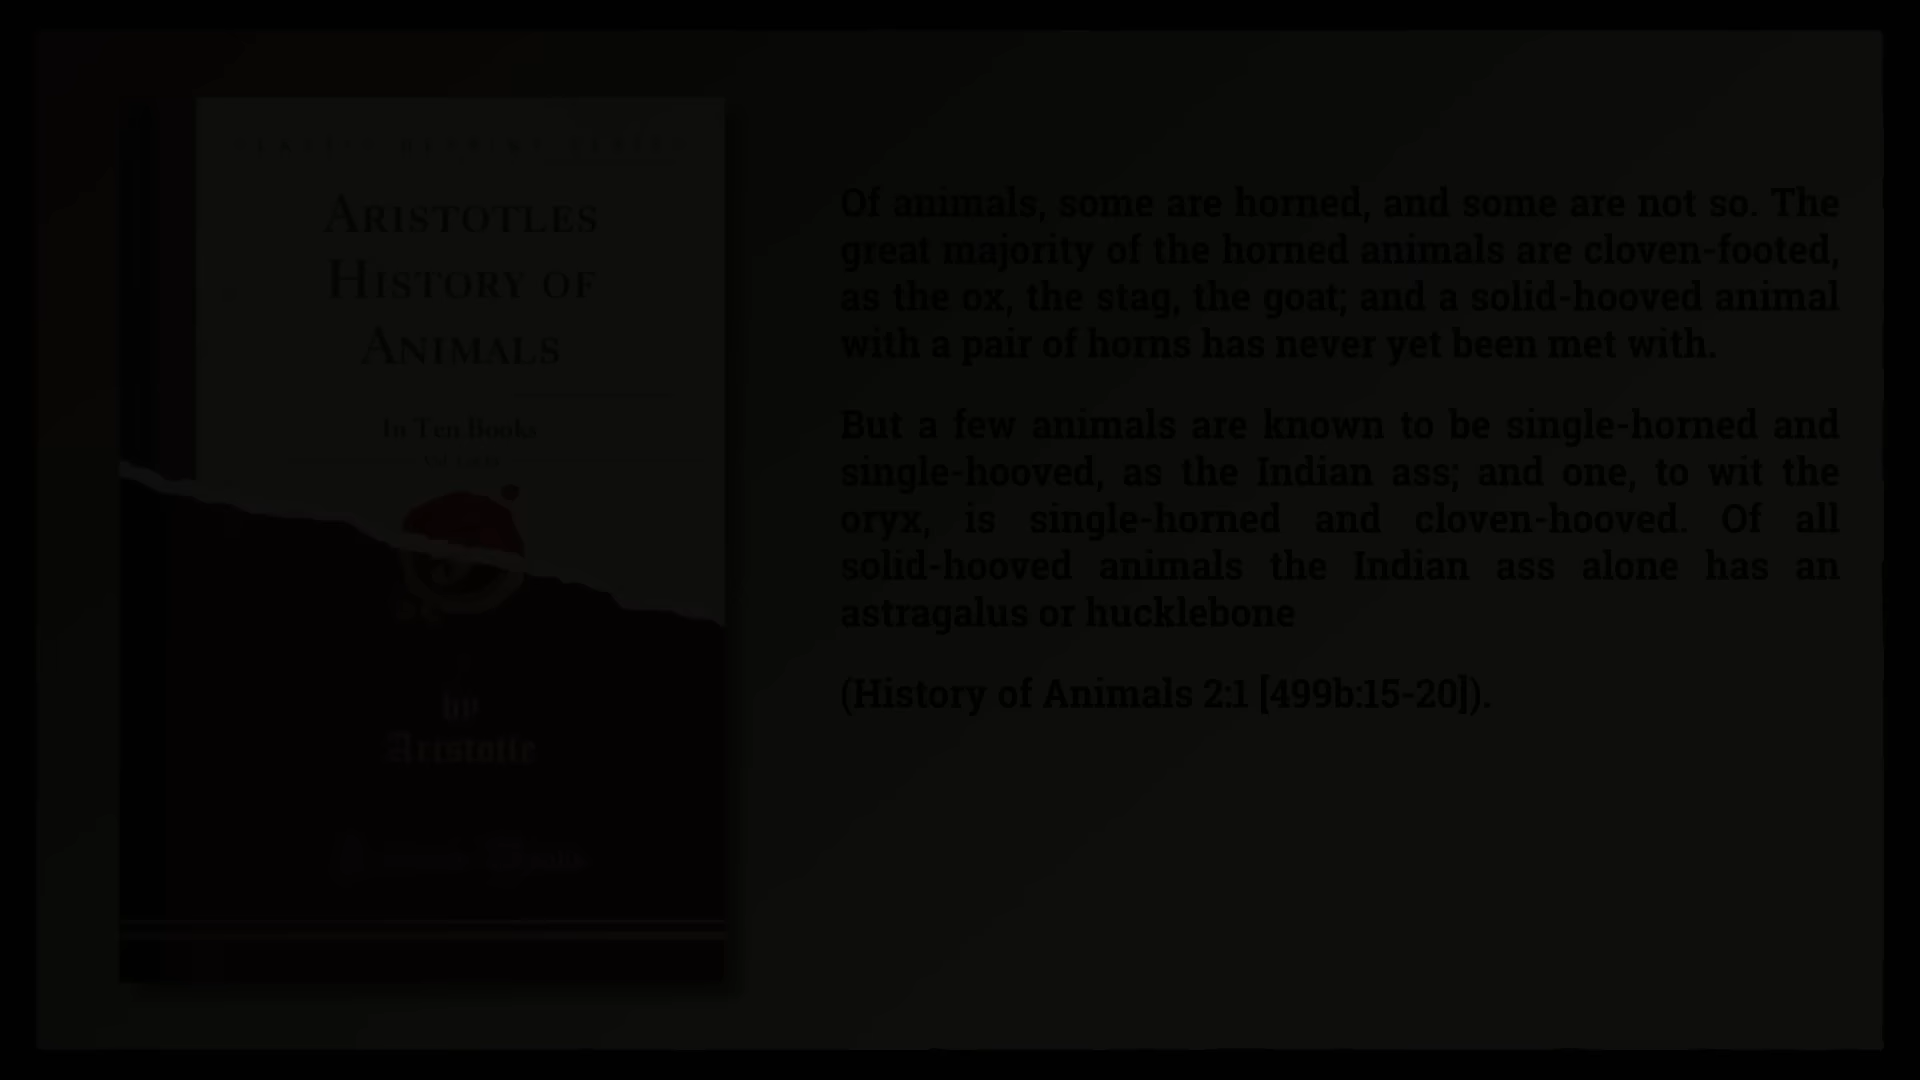 CLASSIC REPRINT SERIES
ARISTOTLES
HISTORY OF
ANIMALS
In Ten Books
by
Aristotle
Of animals, some are horned, and some are not so. The
great majority of the horned animals are cloven-footed,
as the ox, the stag, the goat; and a solid-hooved animal
with a pair of horns has never yet been met with.
But a few animals are known to be single-horned and
single-hooved, as the Indian ass; and one, to wit the
oryx, is single-horned and cloven-hooved. Of all
solid-hooved animals the Indian ass alone has an
astragalus or hucklebone
(History of Animals 2:1 [499b:15-20]).